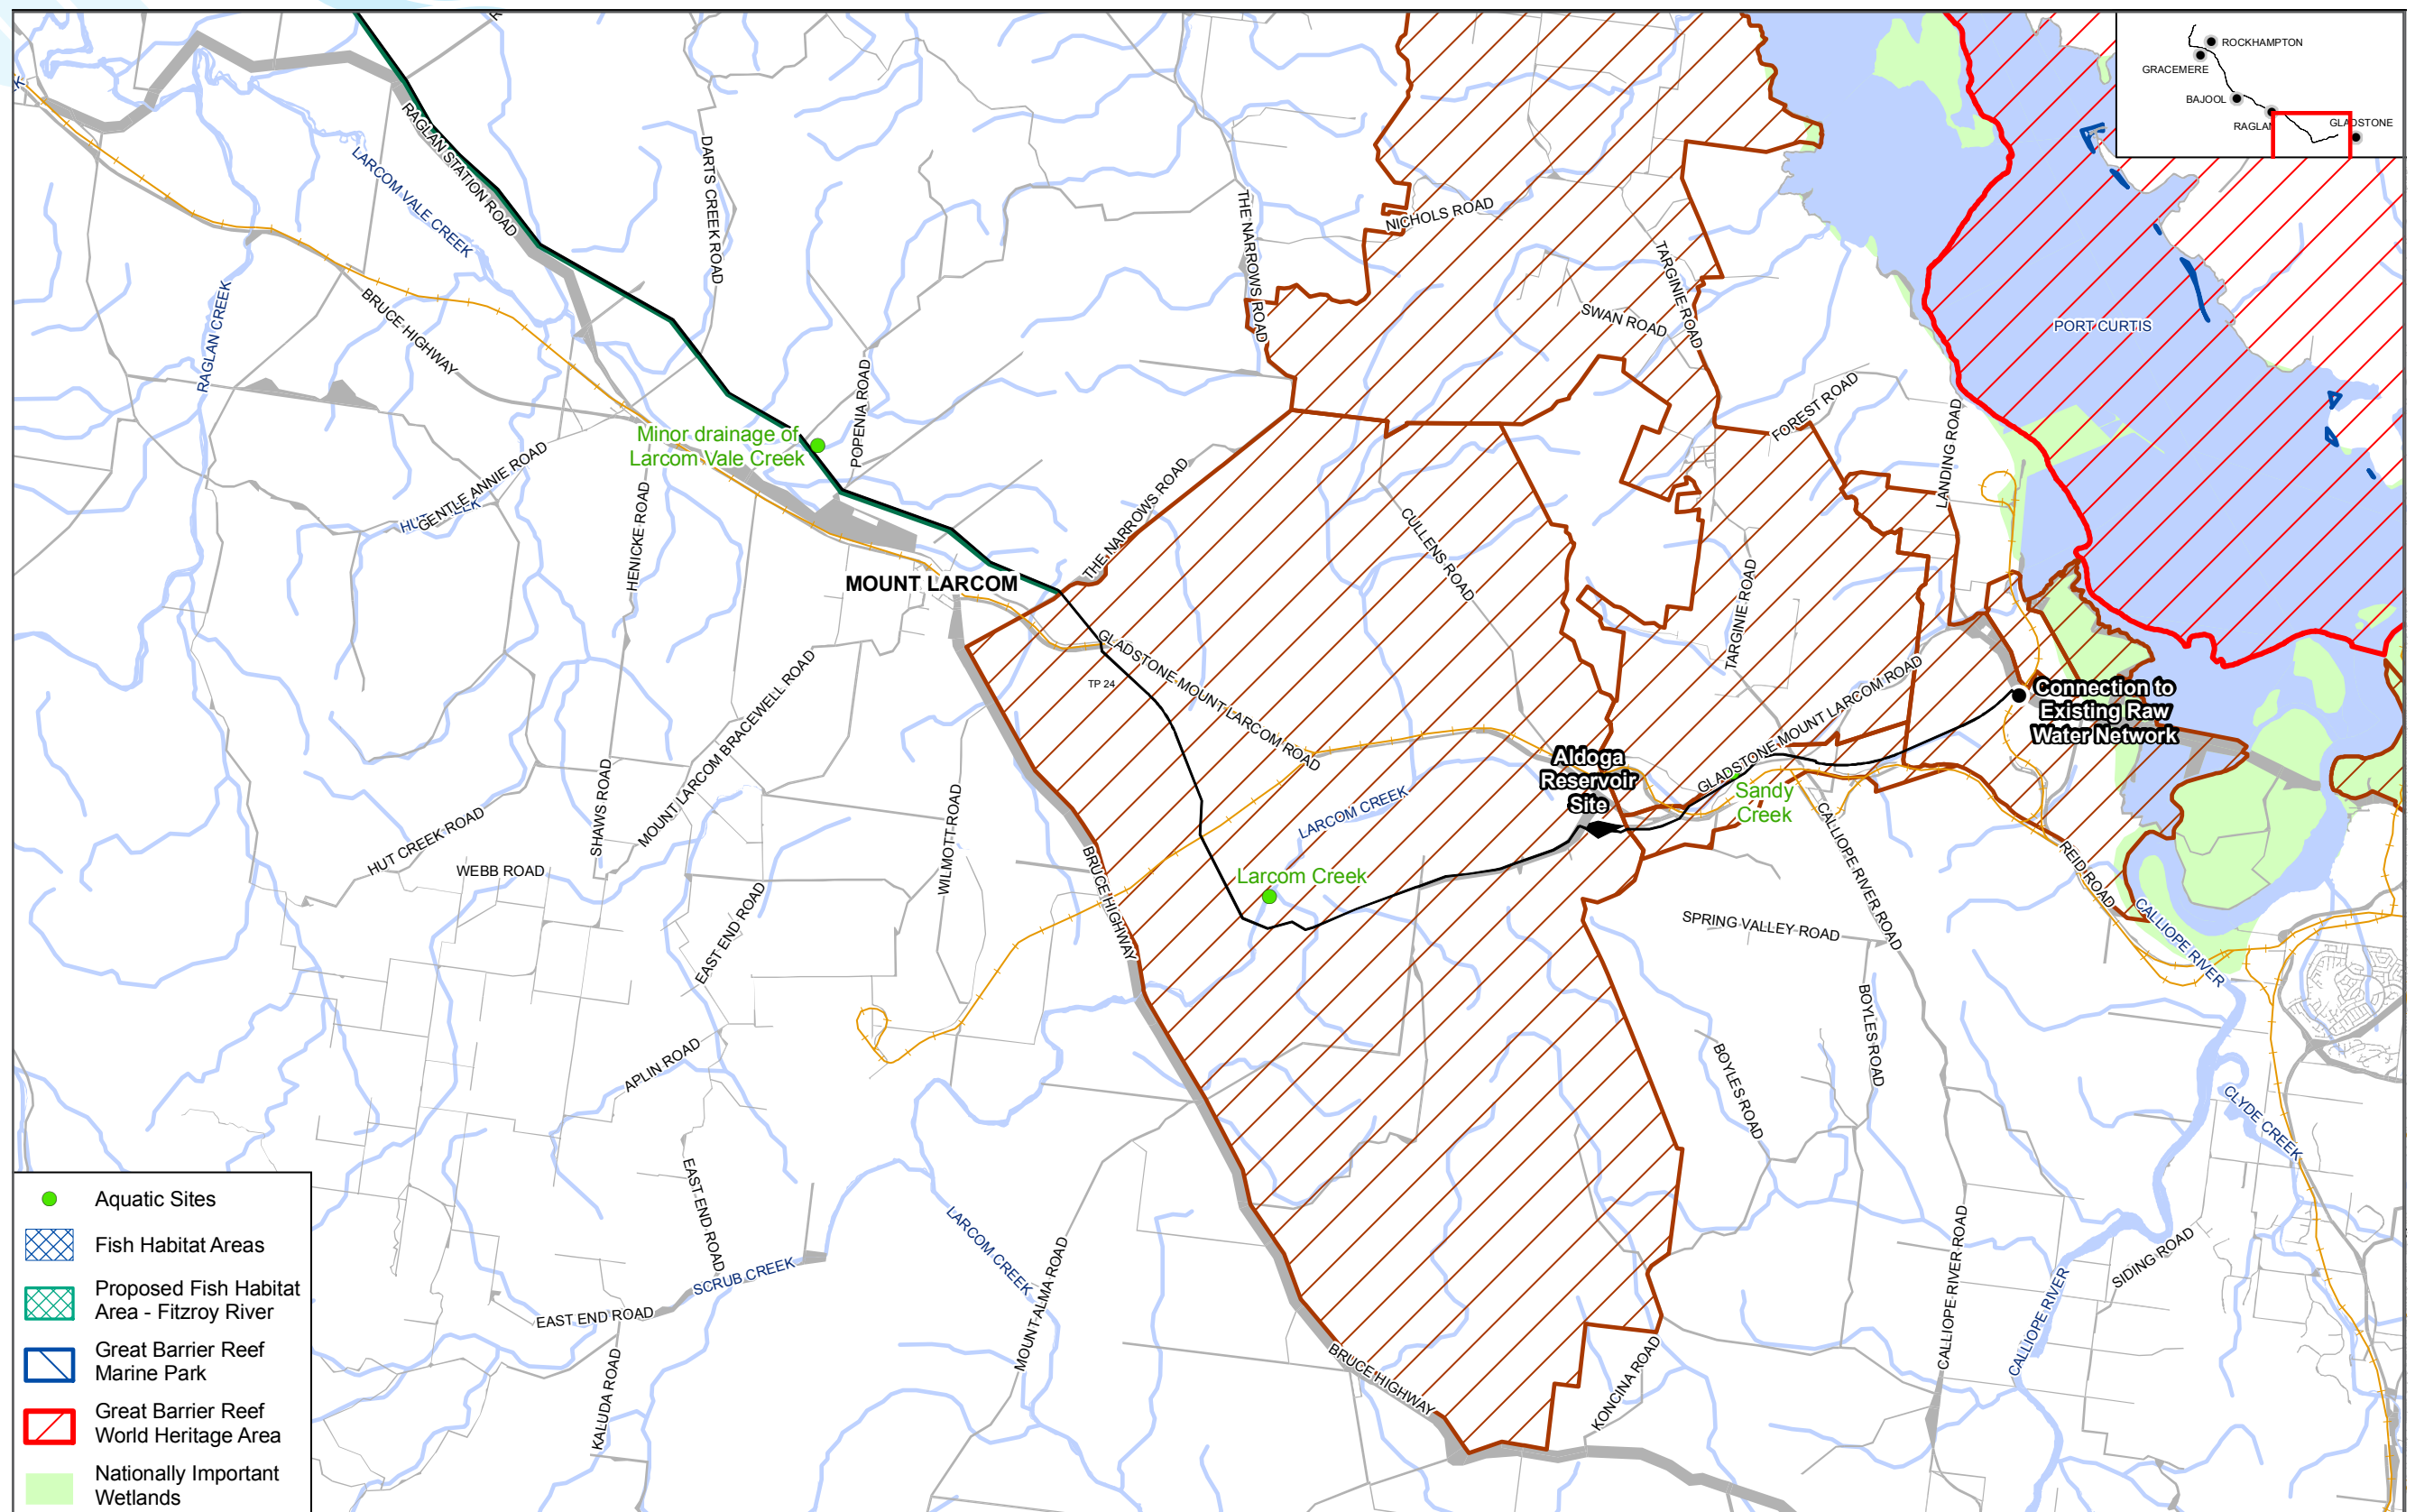 ROCKHAMPTON
GRACEMERE
BAJOOL
RAGLAN
GLADSTONE
RAGLAN STATION ROAD
LARCOM VALE CREEK
DARTS CREEK ROAD
THE NARROWS ROAD
NICHOLS ROAD
TARGINIE ROAD
SWAN ROAD
PORT CURTIS
RAGLAN CREEK
BRUCE HIGHWAY
POPENIA ROAD
FOREST ROAD
LANDING ROAD
Minor drainage of
Larcom Vale Creek
GENTLE ANNIE ROAD
HENICKE ROAD
THE NARROWS ROAD
CULLENS ROAD
MOUNT LARCOM
TARGINIE ROAD
GLADSTONE MOUNT LARCOM ROAD
TP 24
MOUNT LARCOM BRACEWELL ROAD
GLADSTONE MOUNT LARCOM ROAD
Connection to
Existing Raw
Water Network
Aldoga
Reservoir
Site
Sandy
Creek
LARCOM CREEK
SHAWS ROAD
HUT CREEK ROAD
WEBB ROAD
WILMOTT ROAD
BRUCE HIGHWAY
Larcom Creek
CALLIOPE RIVER ROAD
REID ROAD
CALLIOPE RIVER
EAST END ROAD
SPRING VALLEY ROAD
BOYLES ROAD
BOYLES ROAD
APLIN ROAD
CLYDE CREEK
EAST END ROAD
SCRUB CREEK
LARCOM CREEK
EAST END ROAD
MOUNT ALMA ROAD
KALUDA ROAD
BRUCE HIGHWAY
KONCINA ROAD
CALLIOPE RIVER ROAD
CALLIOPE RIVER
SIDING ROAD
Aquatic Sites
Fish Habitat Areas
Proposed Fish Habitat
Area - Fitzroy River
Great Barrier Reef
Marine Park
Great Barrier Reef
World Heritage Area
Nationally Important
Wetlands